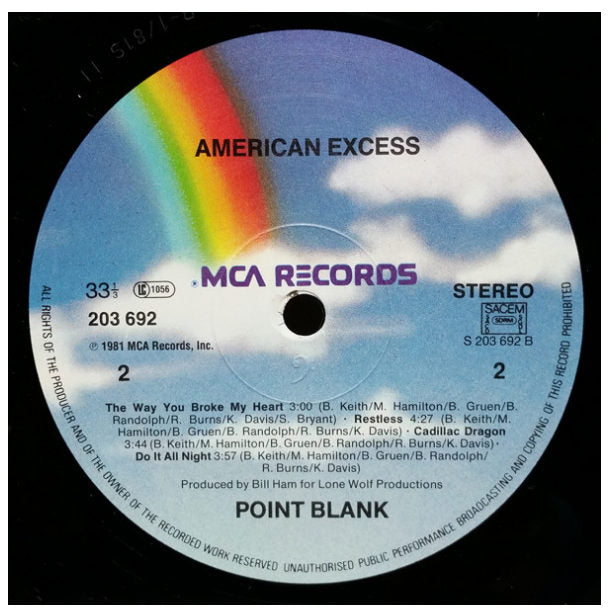 AMERICAN EXCESS
MCA RECORDS
33 1/3 LC 1056
STEREO
203 692
SACEM
SDRM
S 203 692 B
℗ 1981 MCA Records, Inc.
2
2
The Way You Broke My Heart 3:00 (B. Keith/M. Hamilton/B. Gruen/B.
Randolph/R. Burns/K. Davis/S. Bryant) · Restless 4:27 (B. Keith/M.
Hamilton/B. Gruen/B. Randolph/R. Burns/K. Davis) · Cadillac Dragon
3:44 (B. Keith/M. Hamilton/B. Gruen/B. Randolph/R. Burns/K. Davis) ·
Do It All Night 3:57 (B. Keith/M. Hamilton/B. Gruen/B. Randolph/
R. Burns/K. Davis)
Produced by Bill Ham for Lone Wolf Productions
POINT BLANK
ALL RIGHTS OF THE PRODUCER AND OF THE OWNER OF THE RECORDED WORK RESERVED UNAUTHORISED PUBLIC PERFORMANCE BROADCASTING AND COPYING OF THIS RECORD PROHIBITED